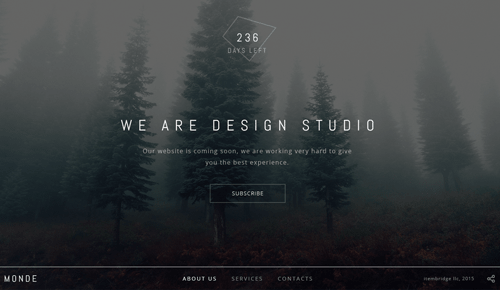 236
DAYS LEFT
WE ARE DESIGN STUDIO
Our website is coming soon, we are working very hard to give
you the best experience.
SUBSCRIBE
MONDE
ABOUT US
SERVICES
CONTACTS
nembridge llc, 2015